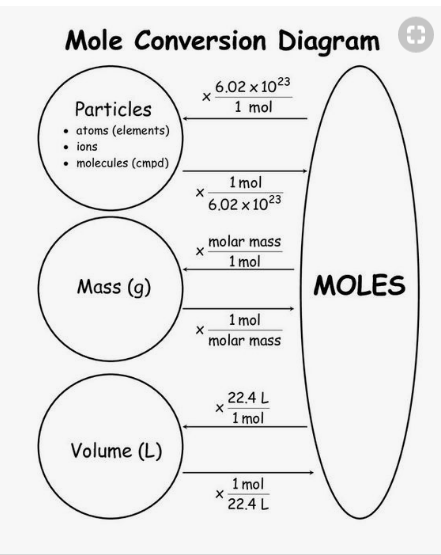 Mole Conversion Diagram
Particles
• atoms (elements)
• ions
• molecules (cmpd)
× 6.02 x 10²³
1 mol
× 1 mol
6.02 x 10²³
× molar mass
1 mol
Mass (g)
MOLES
× 1 mol
molar mass
× 22.4 L
1 mol
Volume (L)
× 1 mol
22.4 L